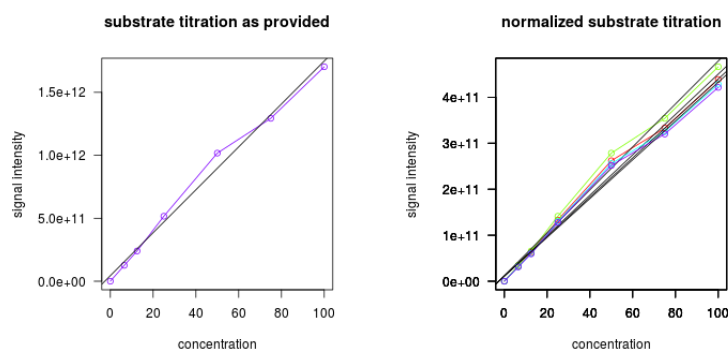 substrate titration as provided
signal intensity
1.5e+12
1.0e+12
5.0e+11
0.0e+00
0 20 40 60 80 100
concentration
normalized substrate titration
signal intensity
4e+11
3e+11
2e+11
1e+11
0e+00
0 20 40 60 80 100
concentration